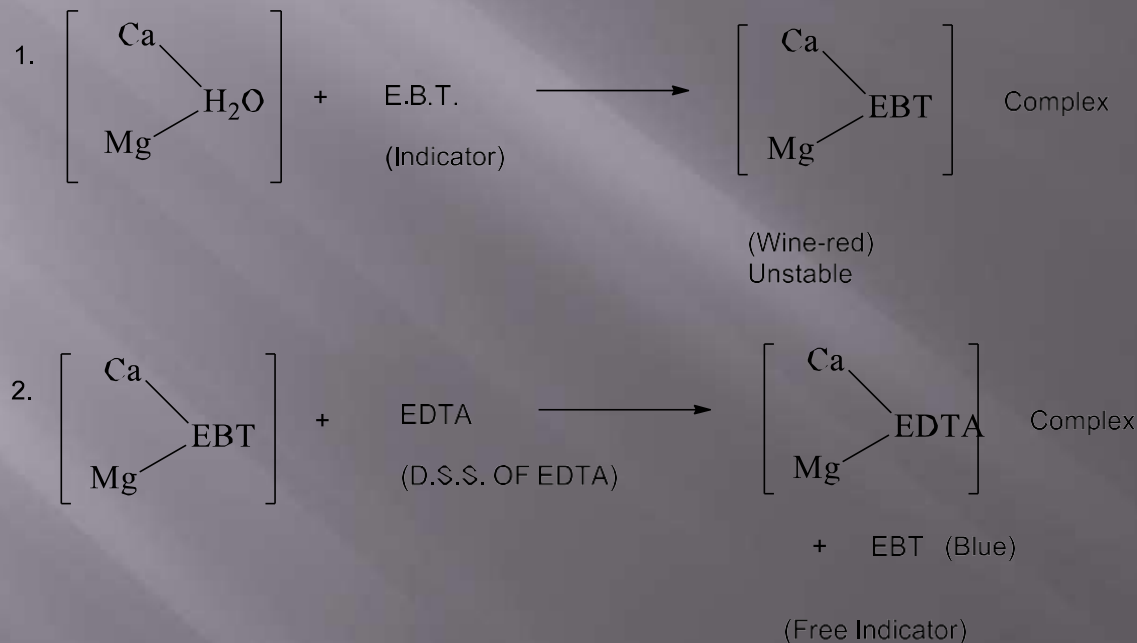 Ca
1. H₂O + E.B.T.
Mg
(Indicator)
Ca
EBT Complex
Mg
(Wine-red)
Unstable
Ca
2. EBT + EDTA
Mg
(D.S.S. OF EDTA)
Ca
EDTA Complex
Mg
+ EBT (Blue)
(Free Indicator)